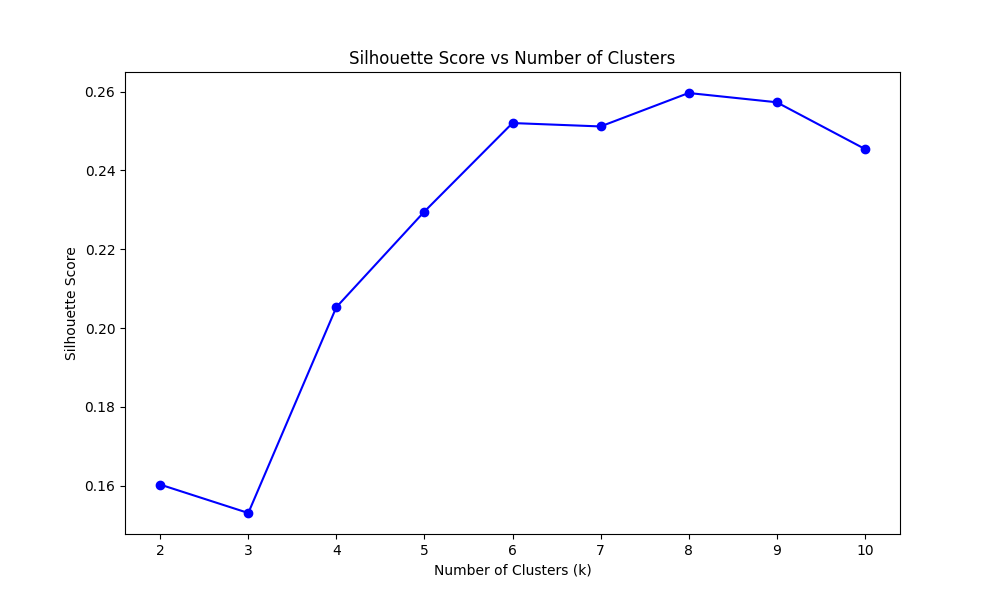 Silhouette Score vs Number of Clusters
0.26
0.24
0.22
0.20
0.18
0.16
Silhouette Score
2 3 4 5 6 7 8 9 10
Number of Clusters (k)